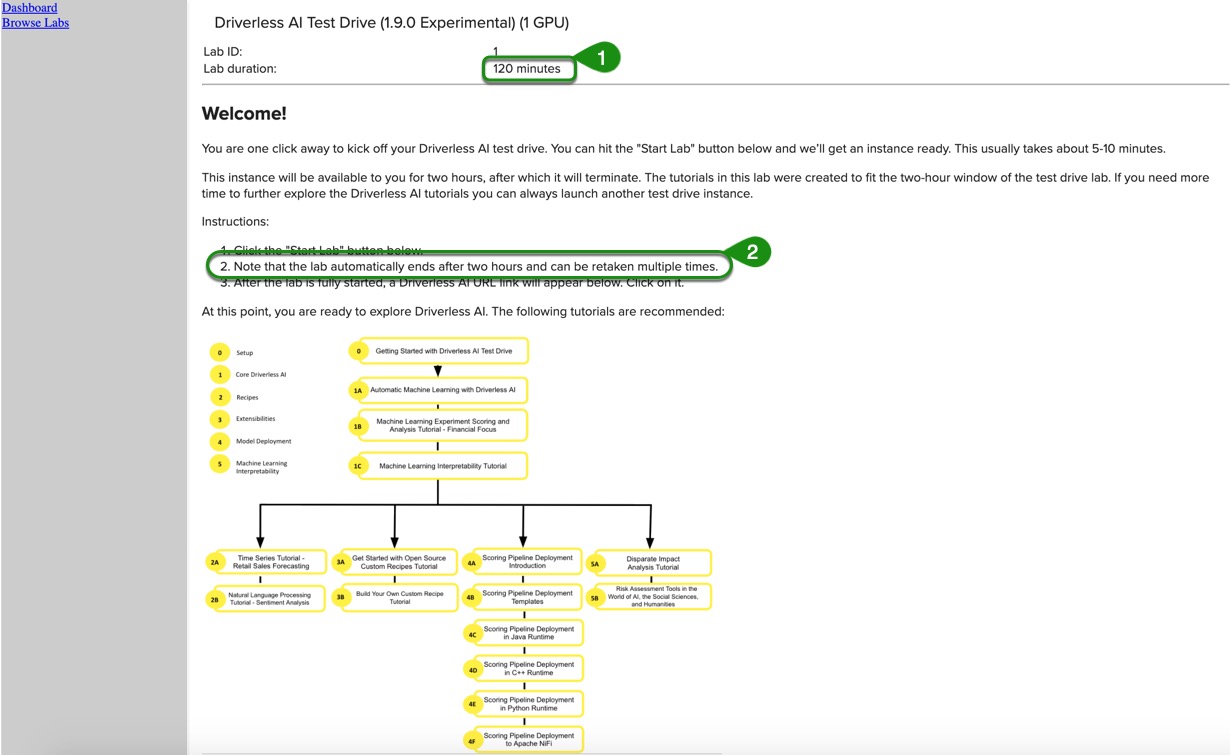 Dashboard
Browse Labs
Driverless AI Test Drive (1.9.0 Experimental) (1 GPU)
Lab ID: 1
Lab duration: 120 minutes
1
Welcome!
You are one click away to kick off your Driverless AI test drive. You can hit the "Start Lab" button below and we'll get an instance ready. This usually takes about 5-10 minutes.
This instance will be available to you for two hours, after which it will terminate. The tutorials in this lab were created to fit the two-hour window of the test drive lab. If you need more
time to further explore the Driverless AI tutorials you can always launch another test drive instance.
Instructions:
1. Click the "Start Lab" button below.
2. Note that the lab automatically ends after two hours and can be retaken multiple times.
2
3. After the lab is fully started, a Driverless AI URL link will appear below. Click on it.
At this point, you are ready to explore Driverless AI. The following tutorials are recommended:
0 Setup
1 Core Driverless AI
2 Recipes
3 Extensibilities
4 Model Deployment
5 Machine Learning
Interpretability
0 Getting Started with Driverless AI Test Drive
1A Automatic Machine Learning with Driverless AI
1B Machine Learning Experiment Scoring and
Analysis Tutorial - Financial Focus
1C Machine Learning Interpretability Tutorial
2A Time Series Tutorial -
Retail Sales Forecasting
2B Natural Language Processing
Tutorial - Sentiment Analysis
3A Get Started with Open Source
Custom Recipes Tutorial
3B Build Your Own Custom Recipe
Tutorial
4A Scoring Pipeline Deployment
Introduction
4B Scoring Pipeline Deployment
Templates
4C Scoring Pipeline Deployment
in Java Runtime
4D Scoring Pipeline Deployment
in C++ Runtime
4E Scoring Pipeline Deployment
in Python Runtime
4F Scoring Pipeline Deployment
to Apache NiFi
5A Disparate Impact
Analysis Tutorial
5B Risk Assessment Tools in the
World of AI, the Social Sciences,
and Humanities